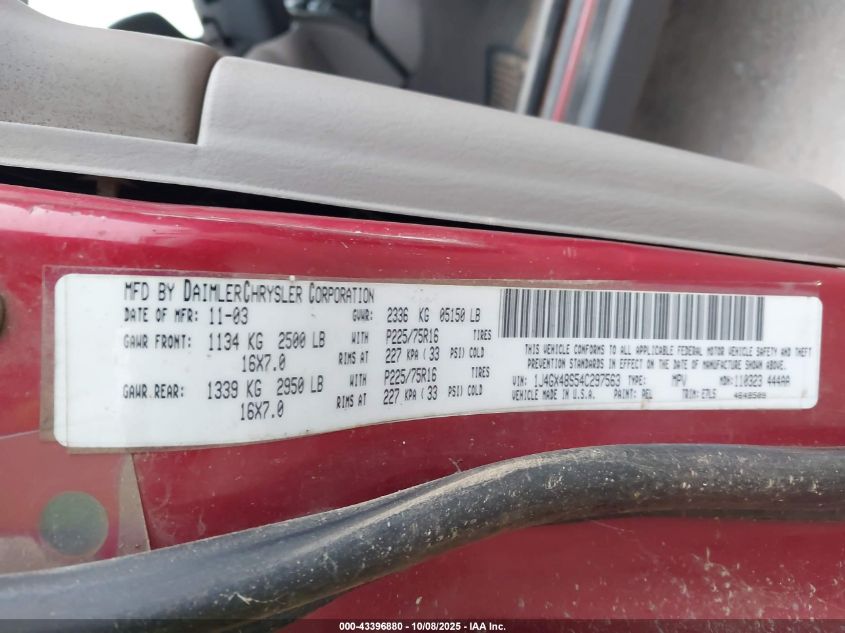 MFD BY DAIMLERCHRYSLER CORPORATION
DATE OF MFR: 11-03 GVWR: 2336 KG 05150 LB
GAWR FRONT: 1134 KG 2500 LB WITH P225/75R16 TIRES
16X7.0 RIMS AT 227 KPA (33 PSI) COLD
GAWR REAR: 1339 KG 2950 LB WITH P225/75R16 TIRES
16X7.0 RIMS AT 227 KPA (33 PSI) COLD
THIS VEHICLE CONFORMS TO ALL APPLICABLE FEDERAL MOTOR VEHICLE SAFETY AND THEFT
PREVENTION STANDARDS IN EFFECT ON THE DATE OF MANUFACTURE SHOWN ABOVE.
VIN: 1J4GX48S54C297563 TYPE: MPV MDH: 110323 444AA
VEHICLE MADE IN U.S.A. PAINT: PEL TRIM: E7L5 4648509
000-43396880 - 10/08/2025 - IAA Inc.